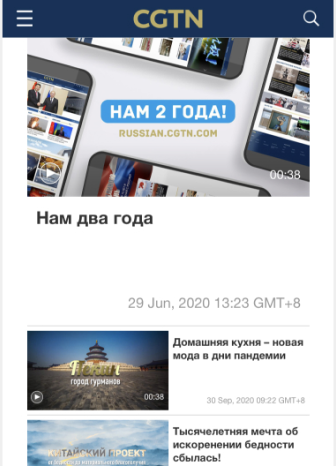 CGTN
НАМ 2 ГОДА!
RUSSIAN.CGTN.COM
00:38
Нам два года
29 Jun, 2020 13:23 GMT+8
Пекин
город гурманов
00:38
Домашняя кухня – новая
мода в дни пандемии
30 Sep, 2020 09:22 GMT+8
КИТАЙСКИЙ ПРОЕКТ
Тысячелетняя мечта об
искоренении бедности
сбылась!